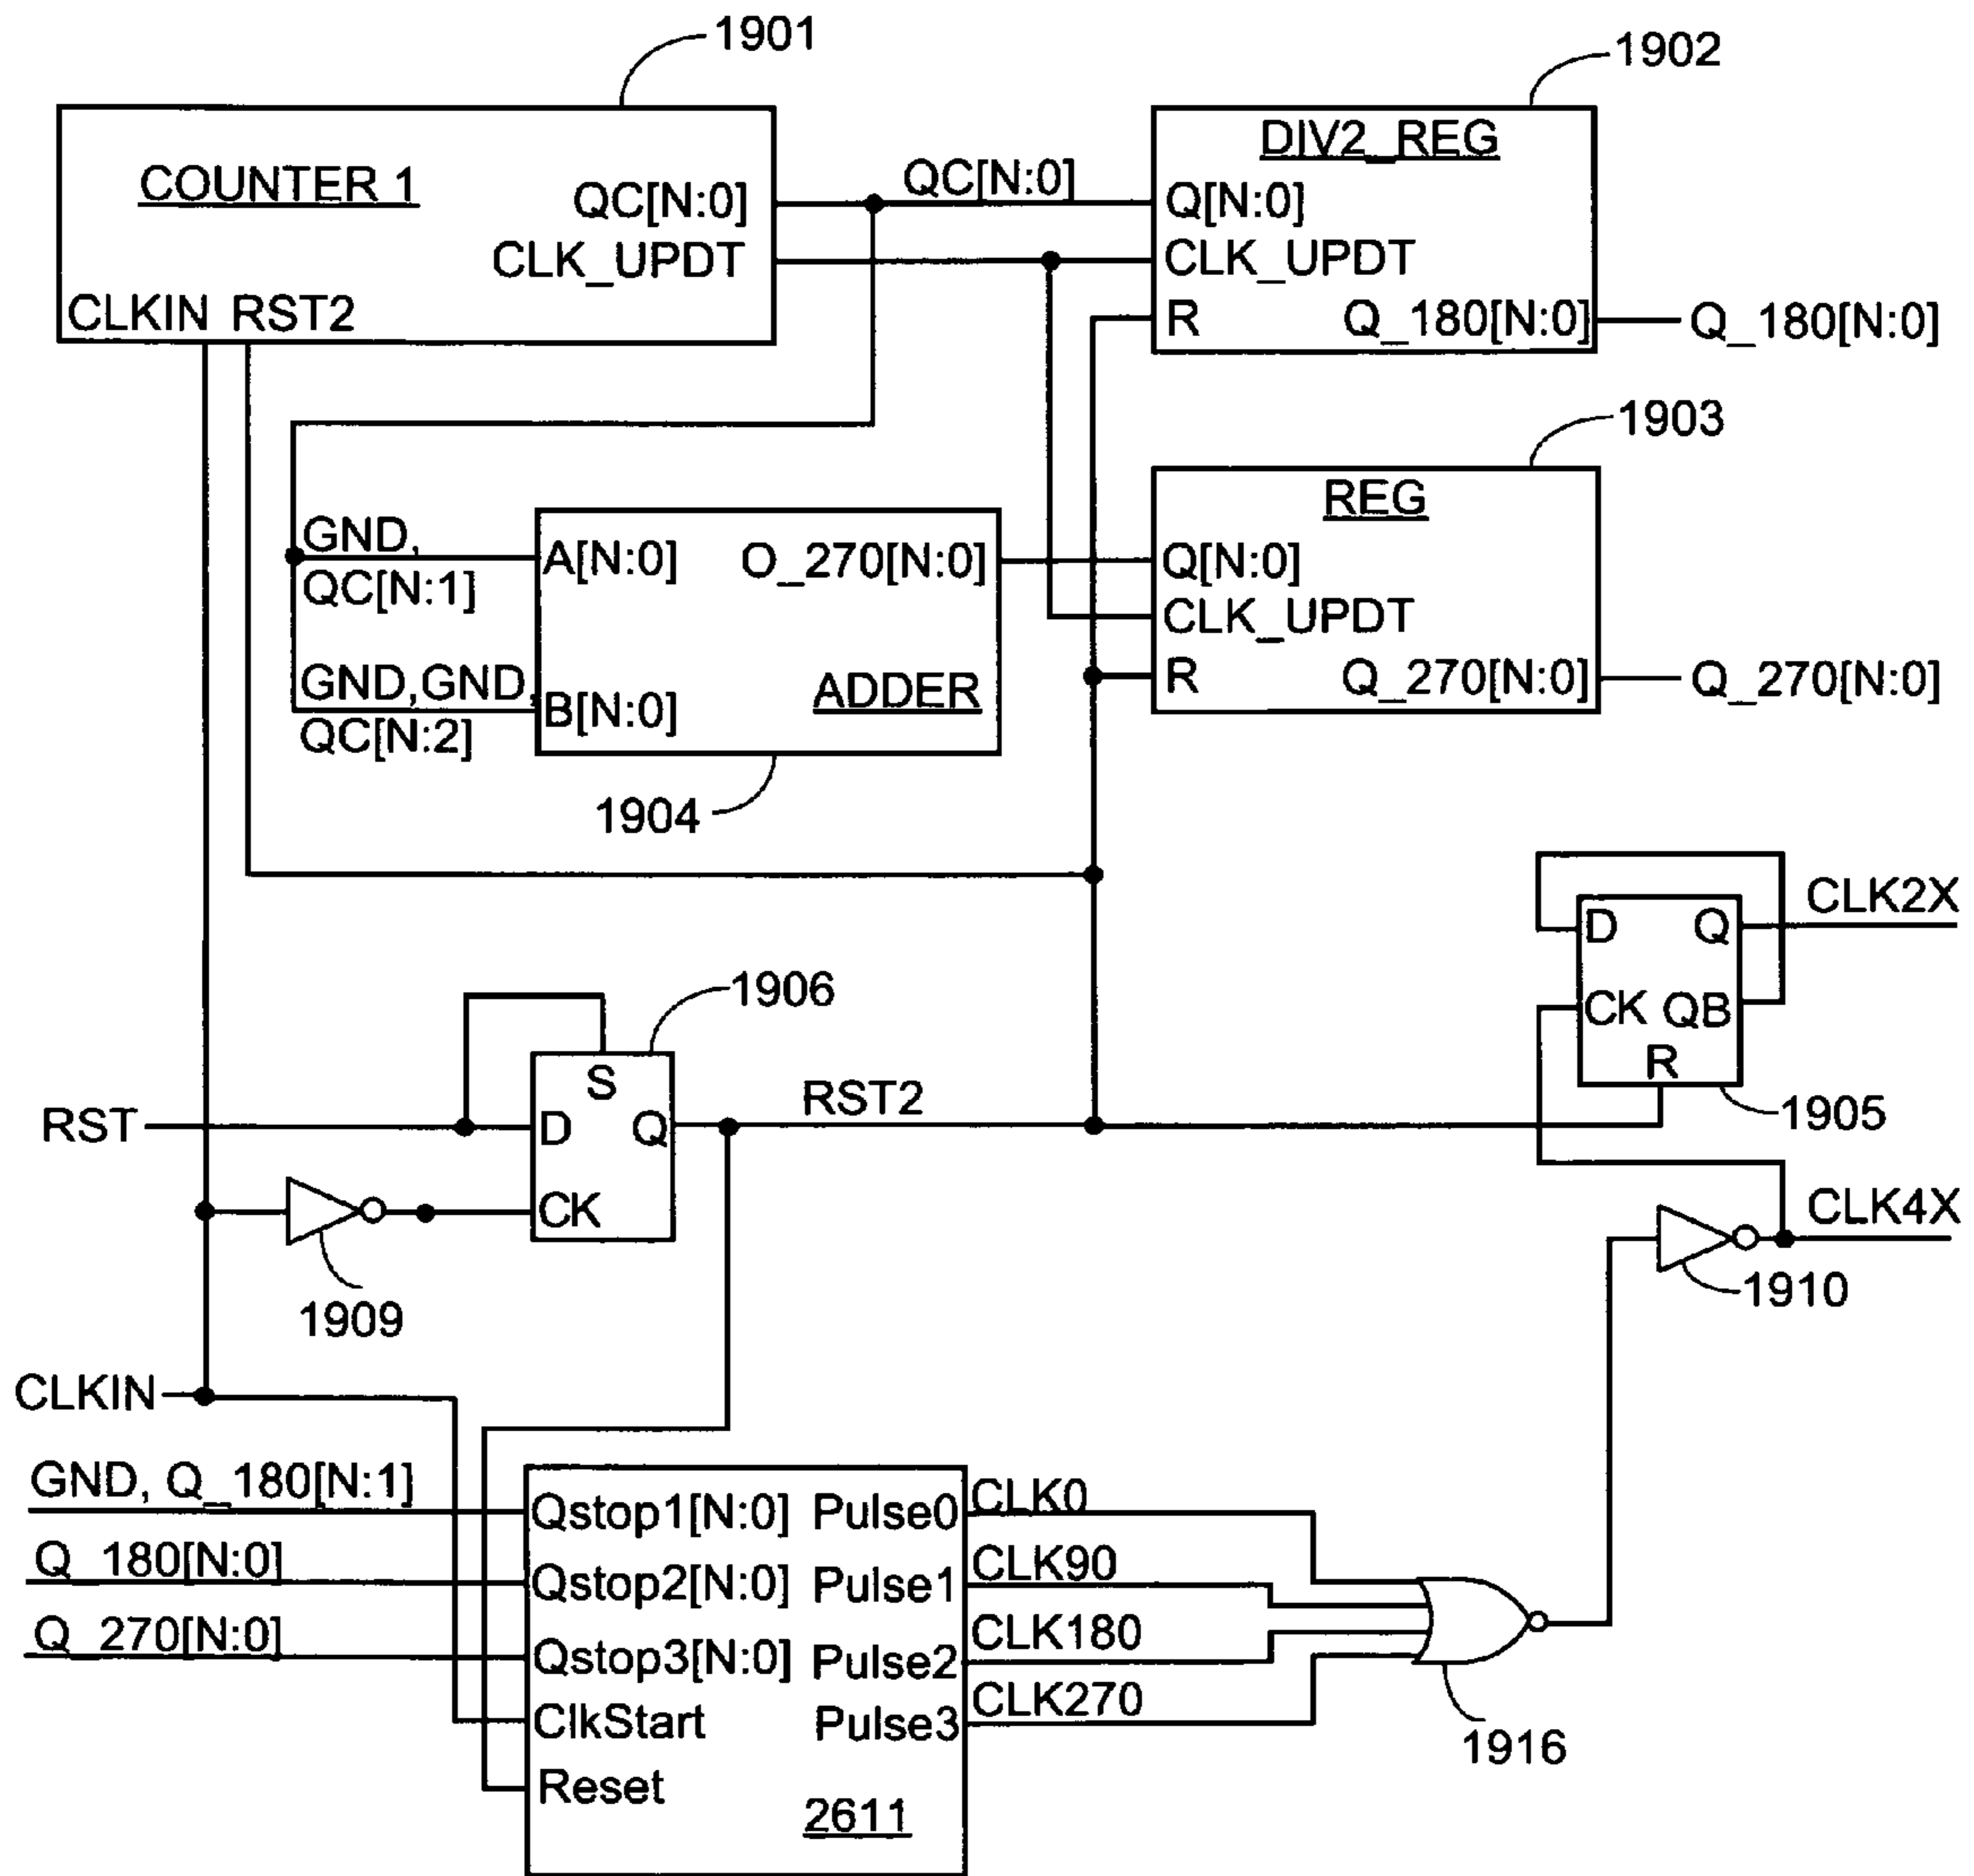 1901
1902
COUNTER 1
QC[N:0]
CLK_UPDT
CLKIN RST2
QC[N:0]
DIV2_REG
Q[N:0]
CLK_UPDT
R
Q_180[N:0]
Q_180[N:0]
1903
GND,
QC[N:1]
GND,GND,
QC[N:2]
A[N:0]
O_270[N:0]
B[N:0]
ADDER
1904
REG
Q[N:0]
CLK_UPDT
R
Q_270[N:0]
Q_270[N:0]
1906
RST
S
D
Q
CK
RST2
1909
D
Q
CK
QB
R
CLK2X
1905
CLK4X
1910
CLKIN
GND, Q_180[N:1]
Q_180[N:0]
Q_270[N:0]
Qstop1[N:0]
Qstop2[N:0]
Qstop3[N:0]
ClkStart
Reset
Pulse0
Pulse1
Pulse2
Pulse3
2611
CLK0
CLK90
CLK180
CLK270
1916